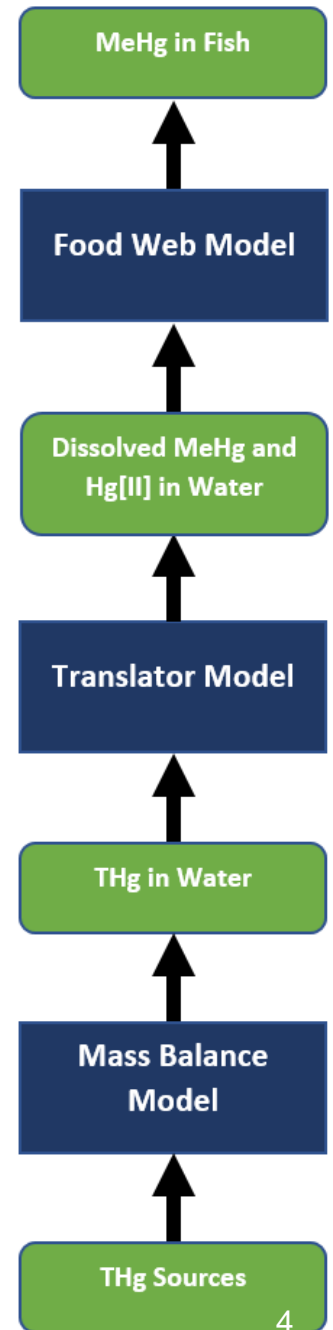 MeHg in Fish
Food Web Model
Dissolved MeHg and
Hg[II] in Water
Translator Model
THg in Water
Mass Balance
Model
THg Sources
4